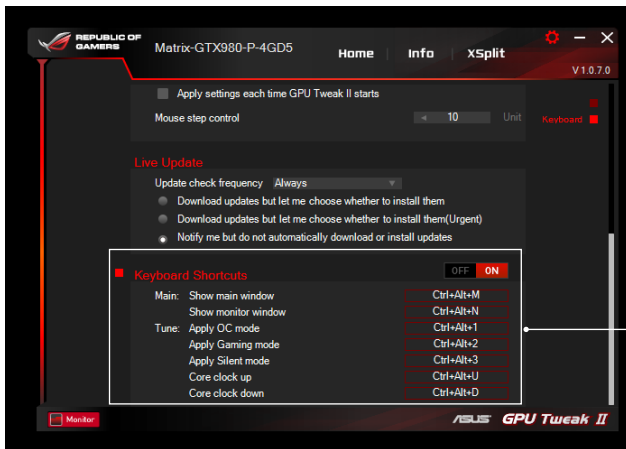 REPUBLIC OF
GAMERS
Matrix-GTX980-P-4GD5
Home
Info
XSplit
V 1.0.7.0
Apply settings each time GPU Tweak II starts
Mouse step control
10
Unit
Keyboard
Live Update
Update check frequency Always
Download updates but let me choose whether to install them
Download updates but let me choose whether to install them(Urgent)
Notify me but do not automatically download or install updates
Keyboard Shortcuts
OFF ON
Main: Show main window Ctrl+Alt+M
Show monitor window Ctrl+Alt+N
Tune: Apply OC mode Ctrl+Alt+1
Apply Gaming mode Ctrl+Alt+2
Apply Silent mode Ctrl+Alt+3
Core clock up Ctrl+Alt+U
Core clock down Ctrl+Alt+D
Monitor
ASUS GPU Tweak II